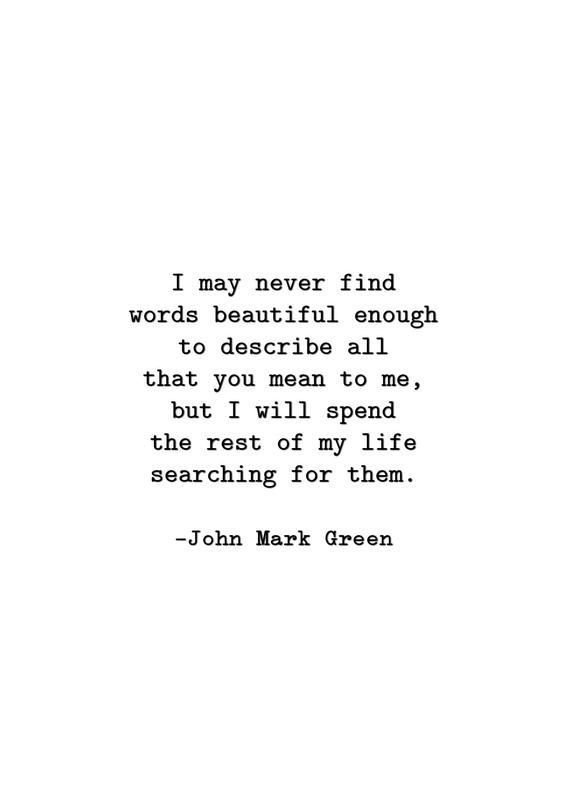 I may never find
words beautiful enough
to describe all
that you mean to me,
but I will spend
the rest of my life
searching for them.
-John Mark Green